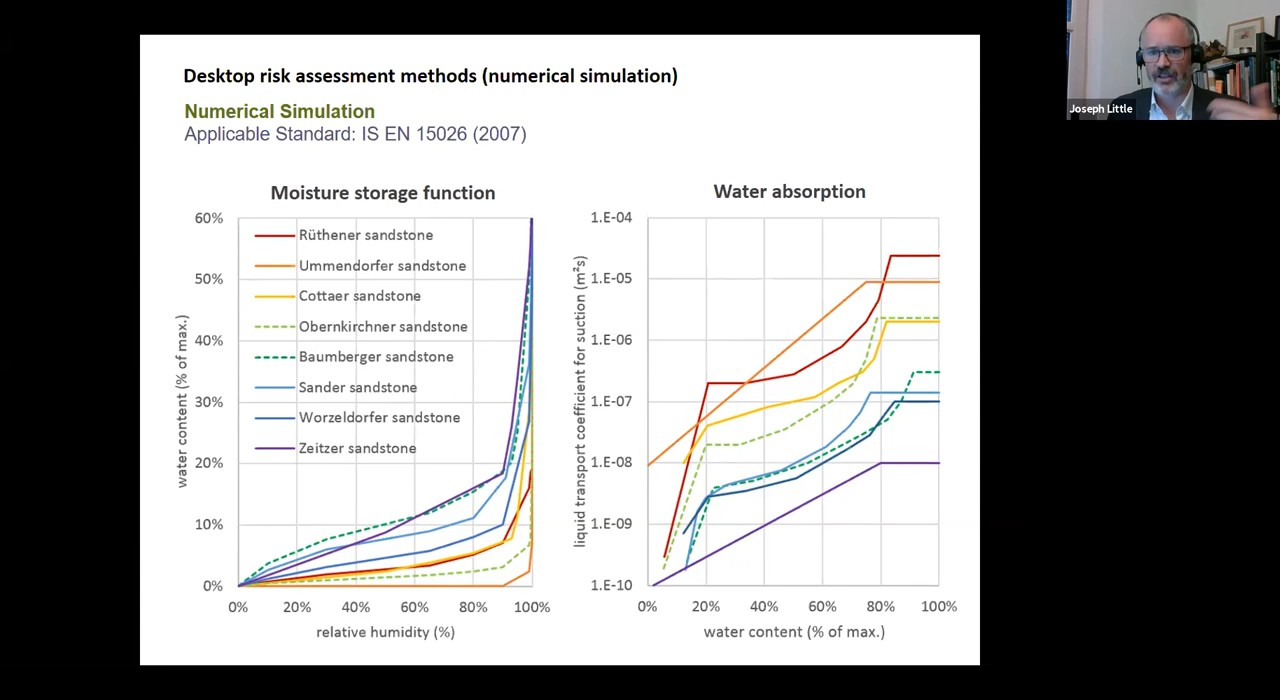 Desktop risk assessment methods (numerical simulation)
Numerical Simulation
Applicable Standard: IS EN 15026 (2007)
Joseph Little
Moisture storage function
60%
50%
40%
30%
20%
10%
0%
water content (% of max.)
Rüthener sandstone
Ummendorfer sandstone
Cottaer sandstone
Obernkirchner sandstone
Baumberger sandstone
Sander sandstone
Worzeldorfer sandstone
Zeitzer sandstone
0% 20% 40% 60% 80% 100%
relative humidity (%)
Water absorption
1.E-04
1.E-05
1.E-06
1.E-07
1.E-08
1.E-09
1.E-10
liquid transport coefficient for suction (m²s)
0% 20% 40% 60% 80% 100%
water content (% of max.)